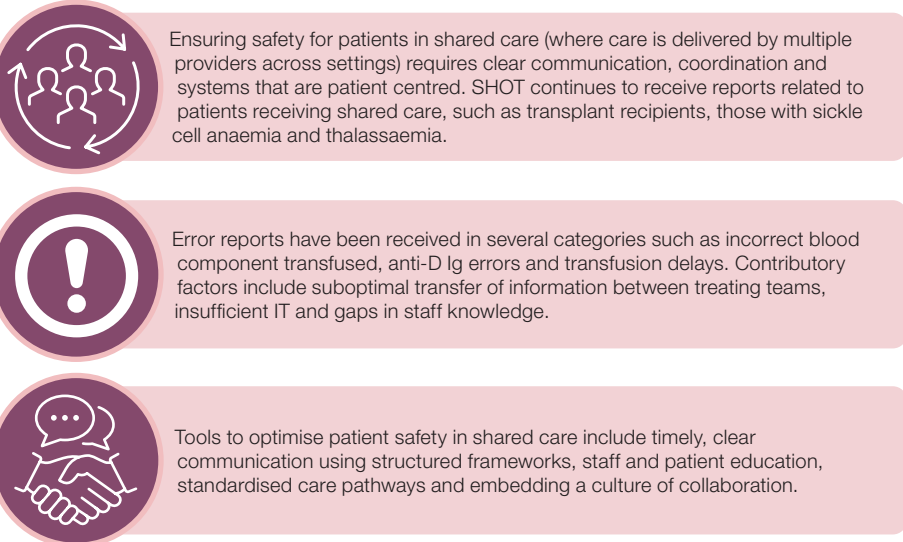 Ensuring safety for patients in shared care (where care is delivered by multiple
providers across settings) requires clear communication, coordination and
systems that are patient centred. SHOT continues to receive reports related to
patients receiving shared care, such as transplant recipients, those with sickle
cell anaemia and thalassaemia.
Error reports have been received in several categories such as incorrect blood
component transfused, anti-D Ig errors and transfusion delays. Contributory
factors include suboptimal transfer of information between treating teams,
insufficient IT and gaps in staff knowledge.
Tools to optimise patient safety in shared care include timely, clear
communication using structured frameworks, staff and patient education,
standardised care pathways and embedding a culture of collaboration.